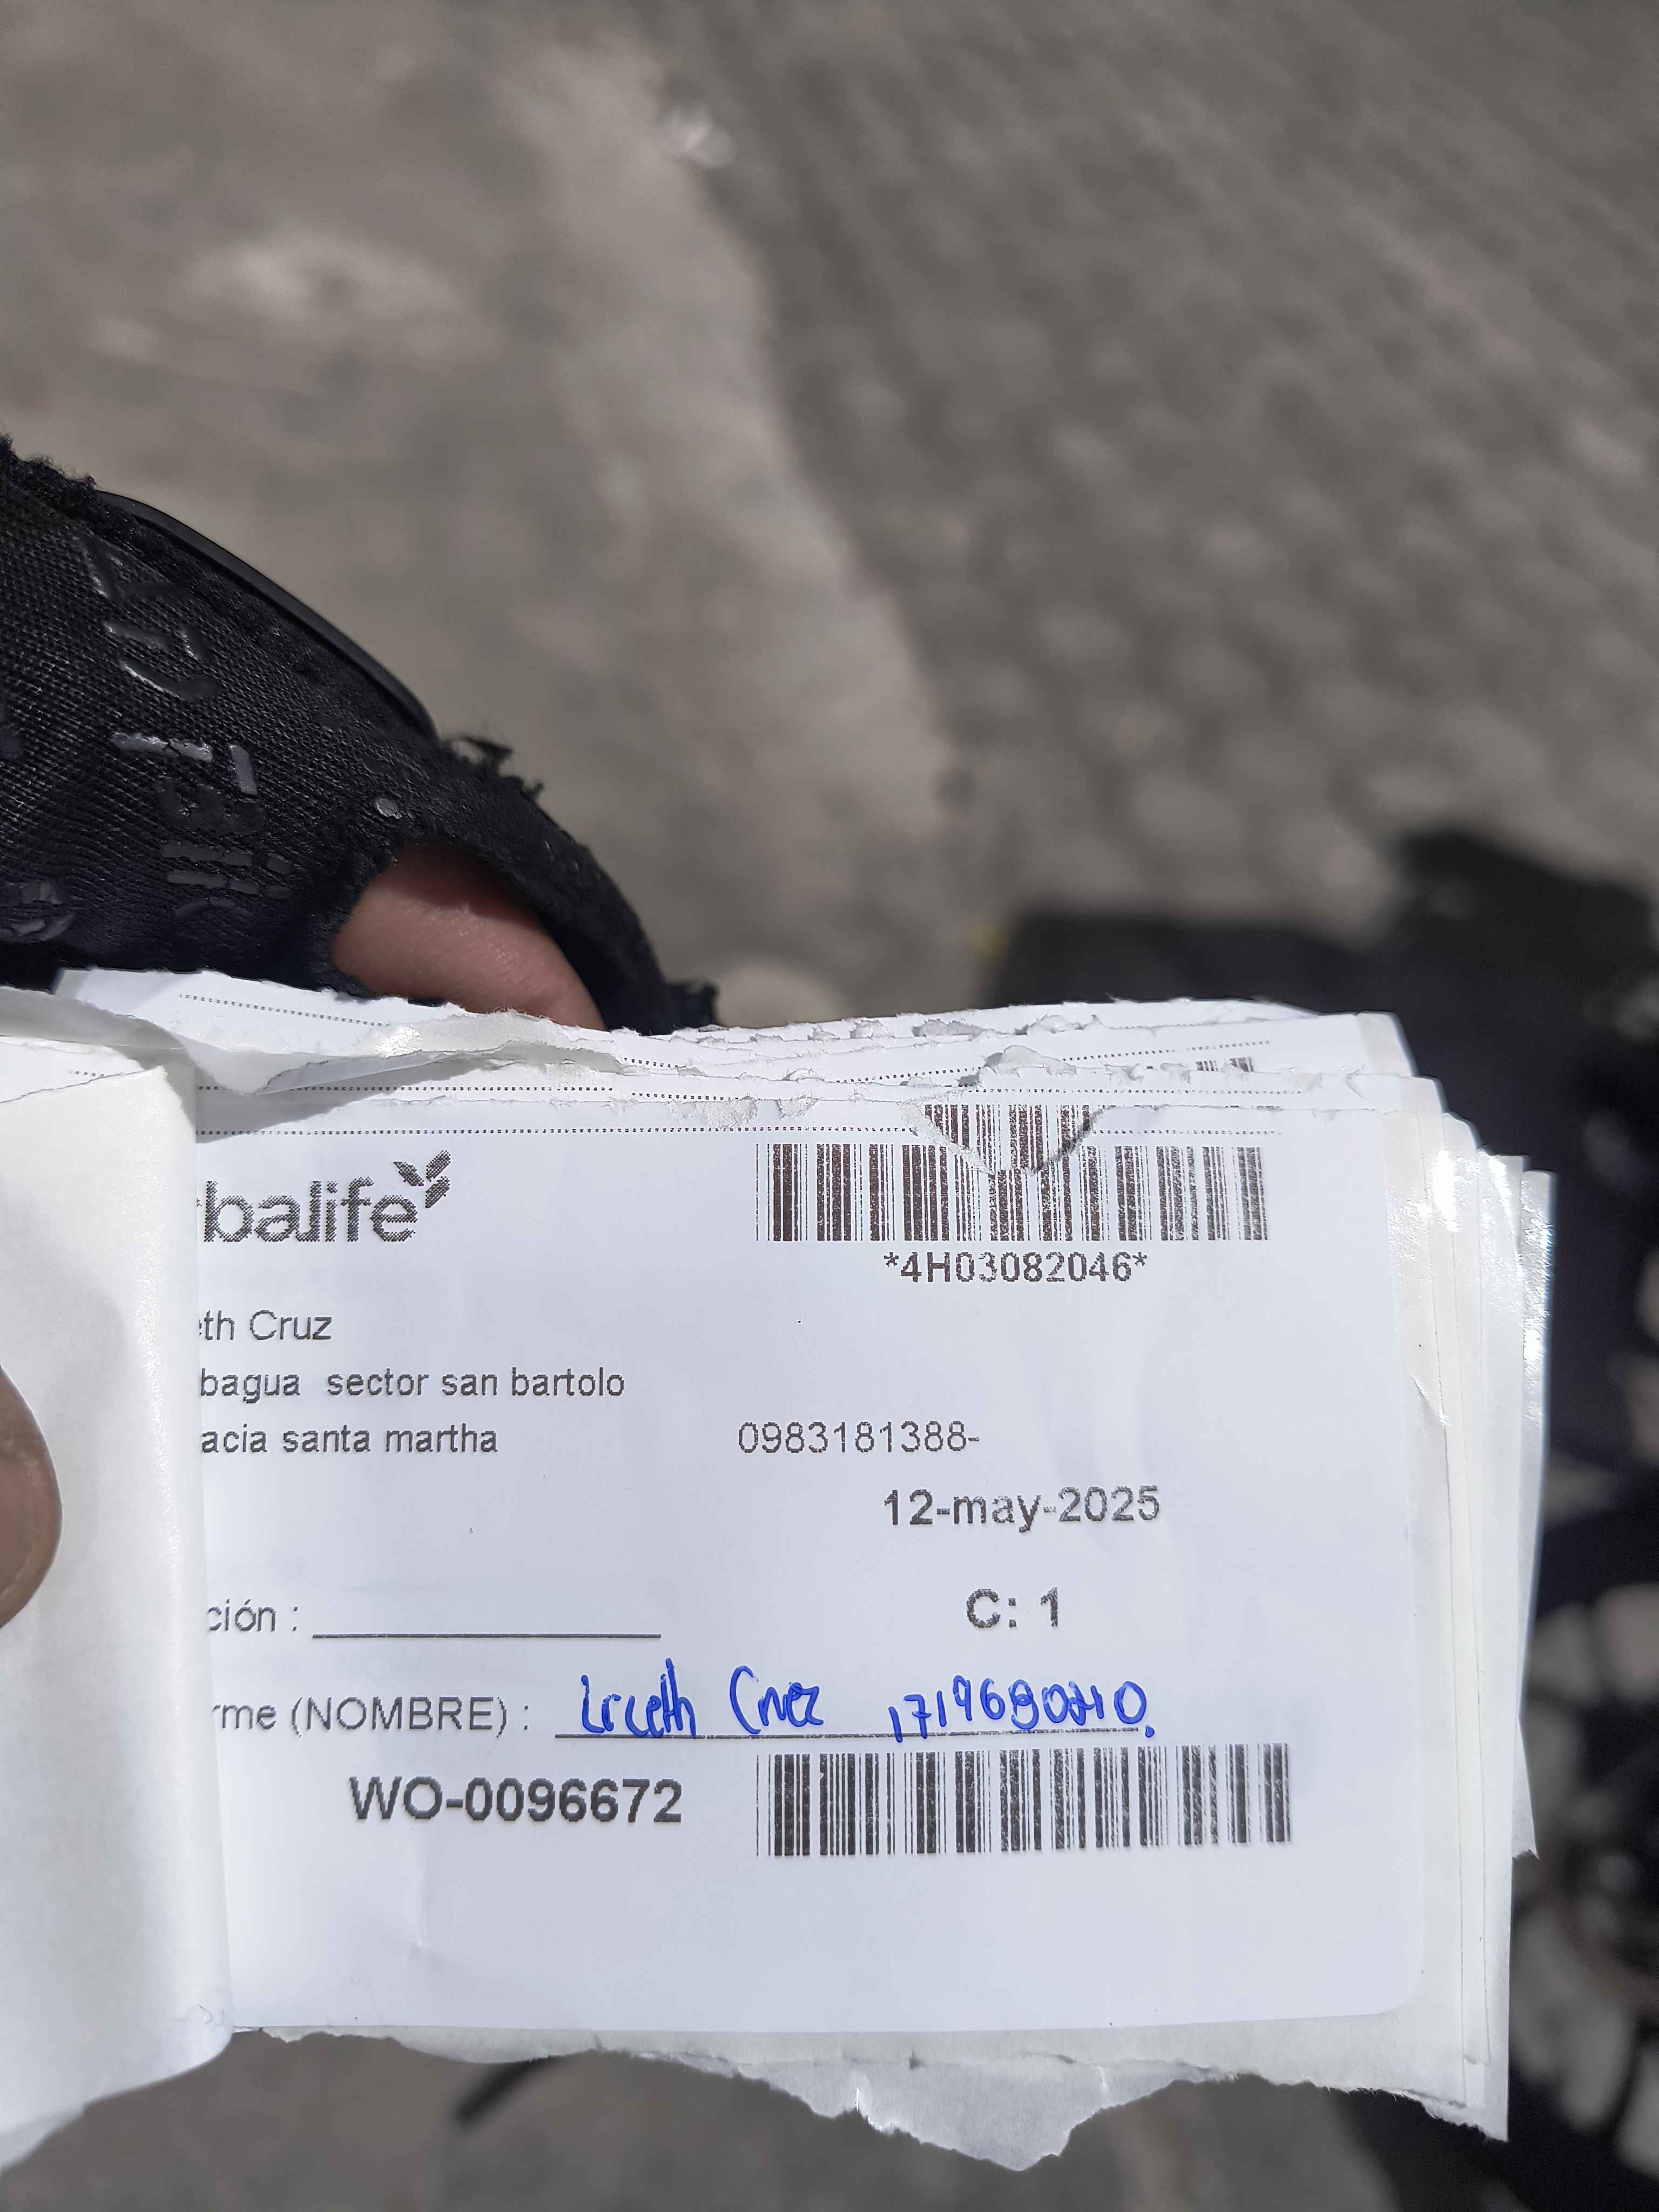 rbalife
*4H03082046*
eth Cruz
bagua sector san bartolo
acia santa martha 0983181388-
12-may-2025
ción :
C: 1
rme (NOMBRE) : Cruz
WO-0096672